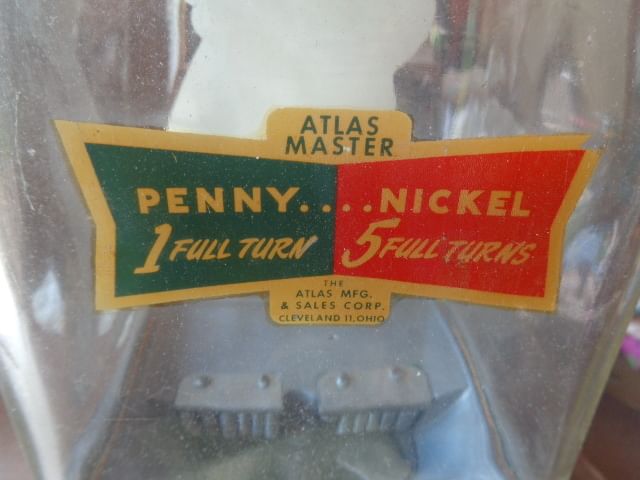 ATLAS
MASTER
PENNY....NICKEL
1 FULL TURN 5 FULL TURNS
THE
ATLAS MFG.
& SALES CORP.
CLEVELAND 11, OHIO